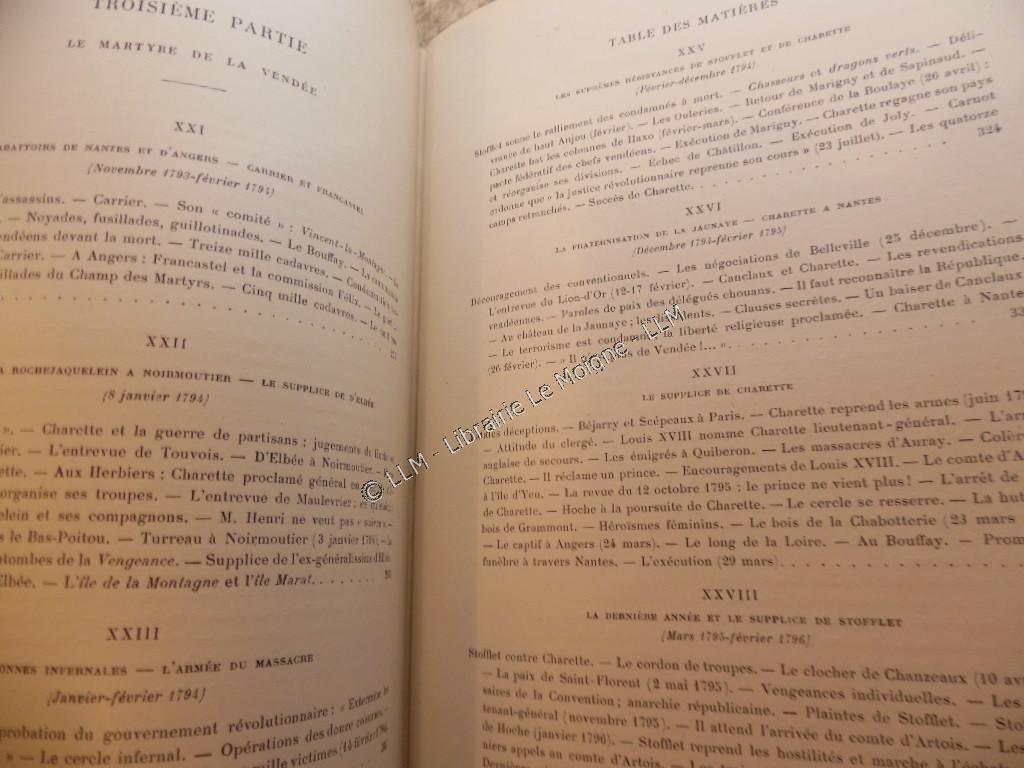 TROISIÈME PARTIE
LE MARTYRE DE LA VENDÉE
XXI
ABATTOIRS DE NANTES ET D'ANGERS — CARRIER ET FRANCASTEL
(Novembre 1793-février 1794)
d'assassins. — Carrier. — Son « comité » :
— Noyades, fusillades, guillotinades. — Le Bouffay. —
devant la mort. — Treize mille cadavres. —
Carrier. — A Angers : Francastel et la commission Félix. —
du Champ des Martyrs. — Cinq mille cadavres. —
XXII
LA ROCHEJAQUELEIN A NOIRMOUTIER — LE SUPPLICE DE D'ELBÉE
(8 janvier 1794)
». — Charette et la guerre de partisans ; jugements de
L'entrevue de Touvois. — D'Elbée à Noirmoutier. —
— Aux Herbiers : Charette proclamé général en
ses troupes. — L'entrevue de Maulevrier ;
et ses compagnons. — M. Henri ne veut pas « suivre ».
le Bas-Poitou. — Turreau à Noirmoutier (3 janvier 1794). —
de la Vengeance. — Supplice de l'ex-généralissime d'Elbée.
— L'île de la Montagne et l'île Marat.
XXIII
— L'ARMÉE DU MASSACRE
(Janvier-février 1794)
du gouvernement révolutionnaire : «
» — Le cercle infernal. — Opérations des douze colonnes. —
mille victimes (14 février 1794)
TABLE DES MATIÈRES
XXV
LES SUPRÊMES RÉSISTANCES DE STOFFLET ET DE CHARETTE
(Février-décembre 1794)
Stofflet sonne le ralliement des condamnés à mort. — Chasseurs et dragons verts. — Déli-
vrance du haut Anjou (février). — Les Ouleries. — Retour de Marigny et de Sapinaud. —
Charette bat les colonnes de Haxo (février-mars). — Conférence de la Boulaye (26 avril) :
pacte fédératif des chefs vendéens. — Exécution de Marigny. — Charette regagne son pays
et réorganise ses divisions. — Échec de Châtillon. — Exécution de Joly. — Carnot
ordonne que « la justice révolutionnaire reprenne son cours » (23 juillet). — Les quatorze
camps retranchés. — Succès de Charette. 324
XXVI
LA FRATERNISATION DE LA JAUNAYE — CHARETTE A NANTES
(Décembre 1794-février 1795)
Découragement des conventionnels. — Les négociations de Belleville (25 décembre). —
L'entrevue du Lion-d'Or (12-17 février). — Canclaux et Charette. — Les revendications
vendéennes. — Paroles de paix des délégués chouans. — Il faut reconnaître la République.
— Au château de la Jaunaye ; les dissidents. — Clauses secrètes. — Un baiser de Canclaux
— Le terrorisme est condamné, la liberté religieuse proclamée. — Charette à Nantes
(26 février). — « Il n'y a plus de Vendée !... ».
XXVII
LE SUPPLICE DE CHARETTE
déceptions. — Béjarry et Scépeaux à Paris. — Charette reprend les armes (juin
— Attitude du clergé. — Louis XVIII nomme Charette lieutenant-général. —
anglaise de secours. — Les émigrés à Quiberon. — Les massacres d'Auray. —
Charette. — Il réclame un prince. — Encouragements de Louis XVIII. — Le comte
à l'île d'Yeu. — La revue du 12 octobre 1795 : le prince ne vient plus ! — L'arrêt de
de Charette. — Hoche à la poursuite de Charette. — Le cercle se resserre. — La
bois de Grammont. — Héroïsmes féminins. — Le bois de la Chabotterie (23 mars
— Le captif à Angers (24 mars). — Le long de la Loire. — Au Bouffay. —
funèbre à travers Nantes. — L'exécution (29 mars).
XXVIII
LA DERNIÈRE ANNÉE ET LE SUPPLICE DE STOFFLET
(Mars 1795-février 1796)
Stofflet contre Charette. — Le cordon de troupes. — Le clocher de Chanzeaux (10
— La paix de Saint-Florent (2 mai 1795). — Vengeances individuelles. — Les
saires de la Convention ; anarchie républicaine. — Plaintes de Stofflet. —
tenant-général (novembre 1795). — Il attend l'arrivée du comte d'Artois. —
de Hoche (janvier 1796). — Stofflet reprend les hostilités et marche à
niers appels au comte d'Artois. —
© LLM - Librairie Le Moigne - LLM